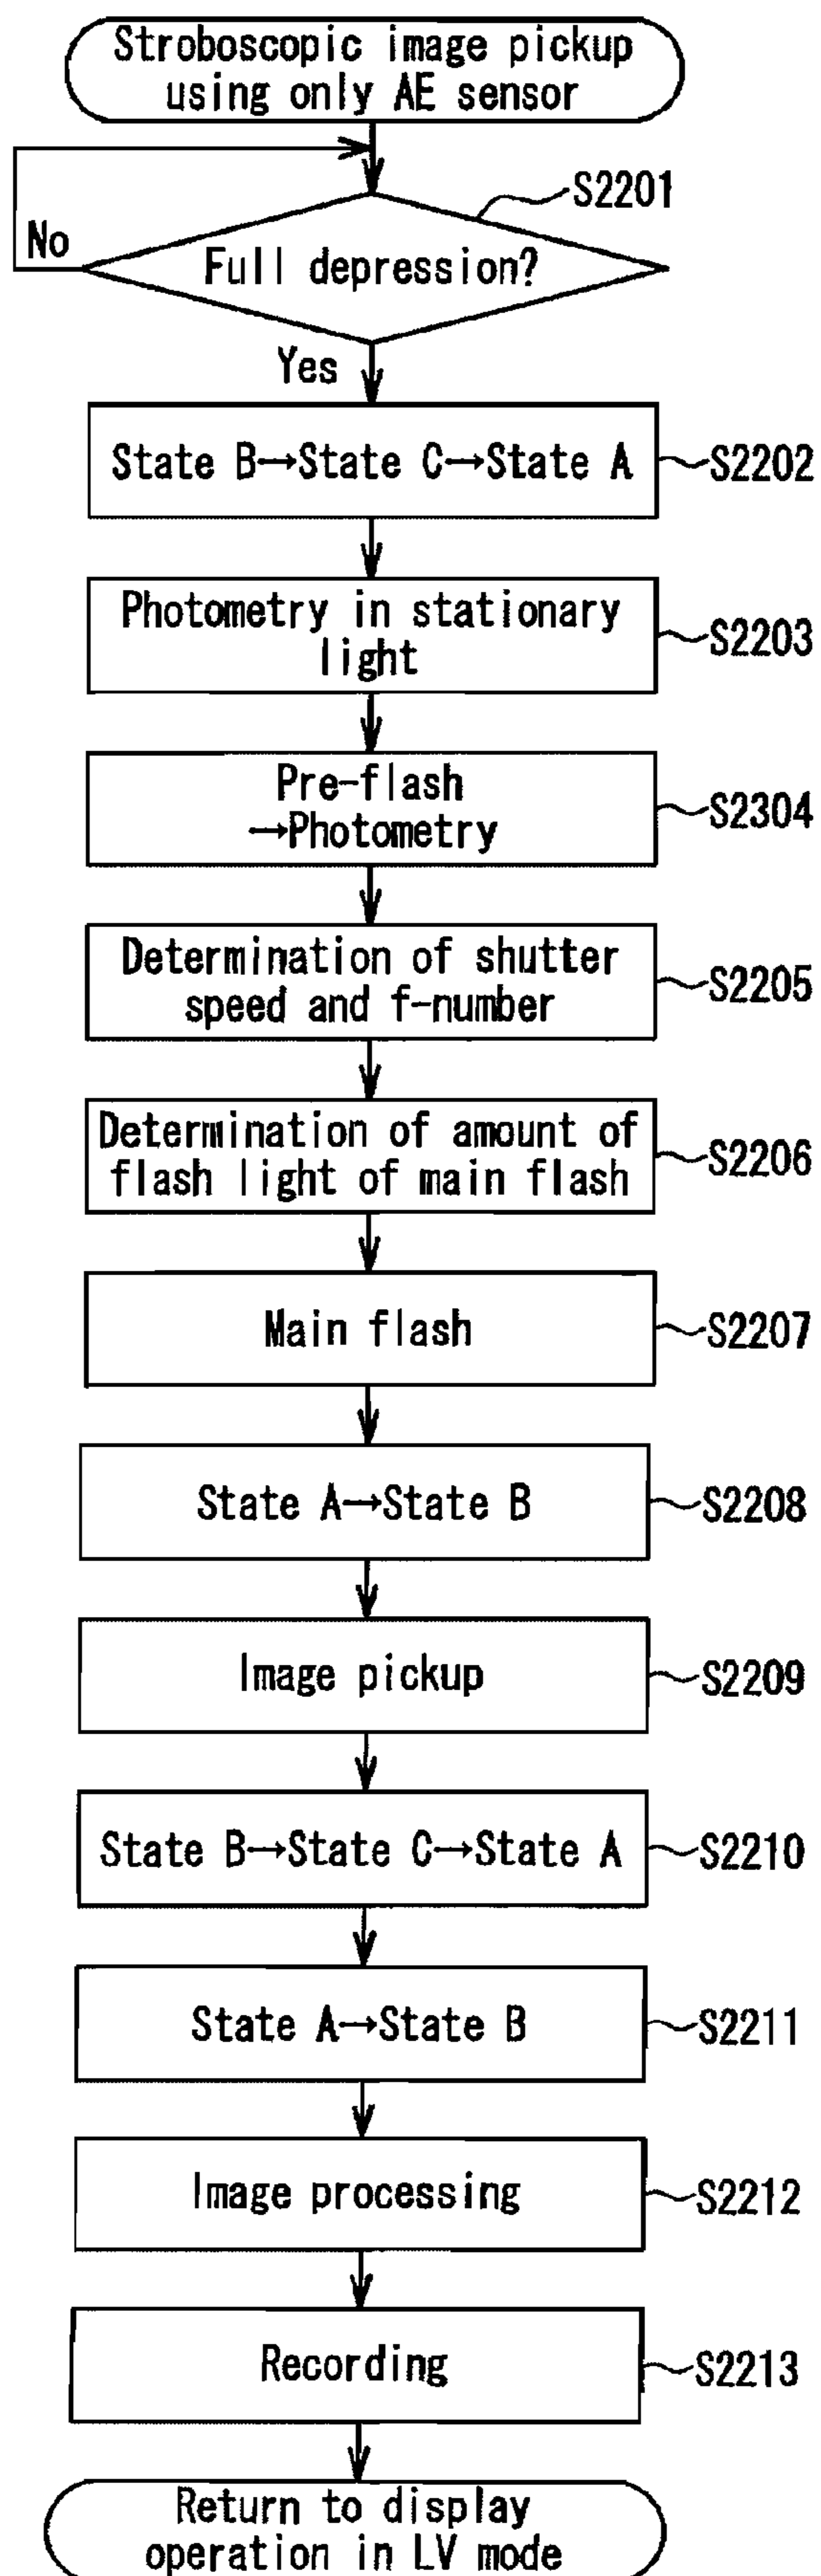 Stroboscopic image pickup
using only AE sensor
S2201
No
Full depression?
Yes
State B→State C→State A
S2202
Photometry in stationary
light
S2203
Pre-flash
→Photometry
S2304
Determination of shutter
speed and f-number
S2205
Determination of amount of
flash light of main flash
S2206
Main flash
S2207
State A→State B
S2208
Image pickup
S2209
State B→State C→State A
S2210
State A→State B
S2211
Image processing
S2212
Recording
S2213
Return to display
operation in LV mode